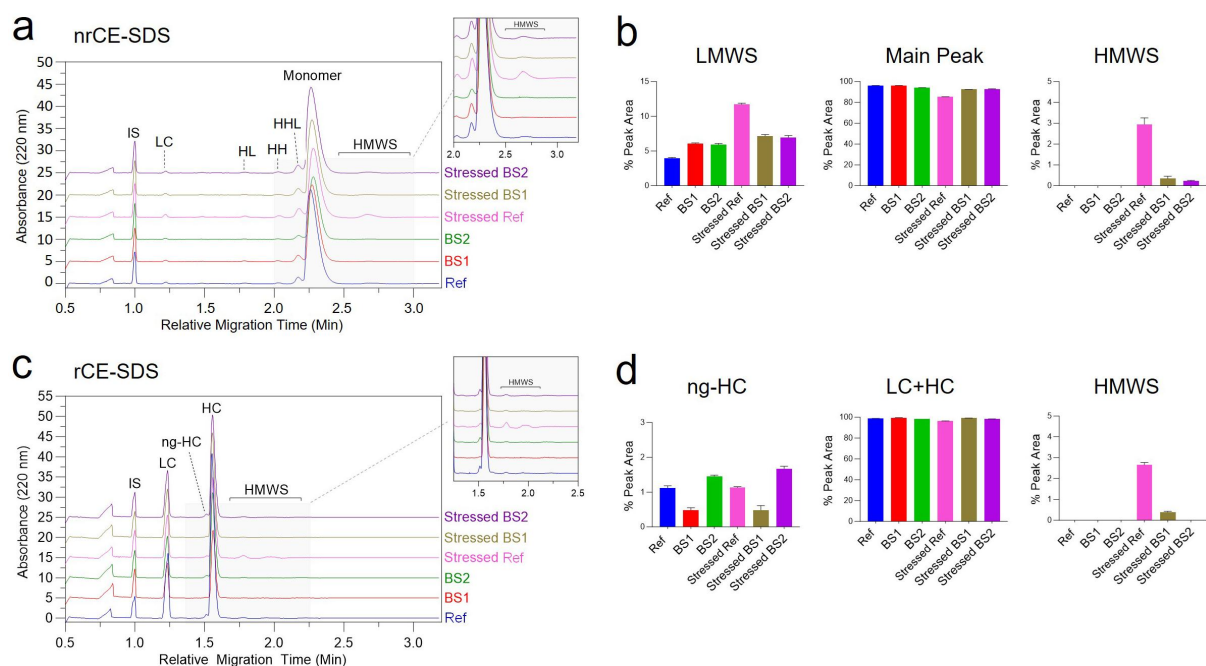 a
nrCE-SDS
50
45
40
35
30
25
20
15
10
5
0
Absorbance (220 nm)
IS
LC
HL
HH
HHL
Monomer
HMWS
Stressed BS2
Stressed BS1
Stressed Ref
BS2
BS1
Ref
0.5 1.0 1.5 2.0 2.5 3.0
Relative Migration Time (Min)
HMWS
2.0 2.5 3.0
b
LMWS
% Peak Area
15
10
5
0
Ref
BS1
BS2
Stressed Ref
Stressed BS1
Stressed BS2
Main Peak
% Peak Area
100
80
60
40
20
0
Ref
BS1
BS2
Stressed Ref
Stressed BS1
Stressed BS2
HMWS
% Peak Area
5
4
3
2
1
0
Ref
BS1
BS2
Stressed Ref
Stressed BS1
Stressed BS2
c
rCE-SDS
55
50
45
40
35
30
25
20
15
10
5
0
Absorbance (220 nm)
IS
LC
ng-HC
HC
HMWS
Stressed BS2
Stressed BS1
Stressed Ref
BS2
BS1
Ref
0.5 1.0 1.5 2.0 2.5 3.0
Relative Migration Time (Min)
HMWS
1.5 2.0 2.5
d
ng-HC
% Peak Area
3
2
1
0
Ref
BS1
BS2
Stressed Ref
Stressed BS1
Stressed BS2
LC+HC
% Peak Area
100
80
60
40
20
0
Ref
BS1
BS2
Stressed Ref
Stressed BS1
Stressed BS2
HMWS
% Peak Area
5
4
3
2
1
0
Ref
BS1
BS2
Stressed Ref
Stressed BS1
Stressed BS2